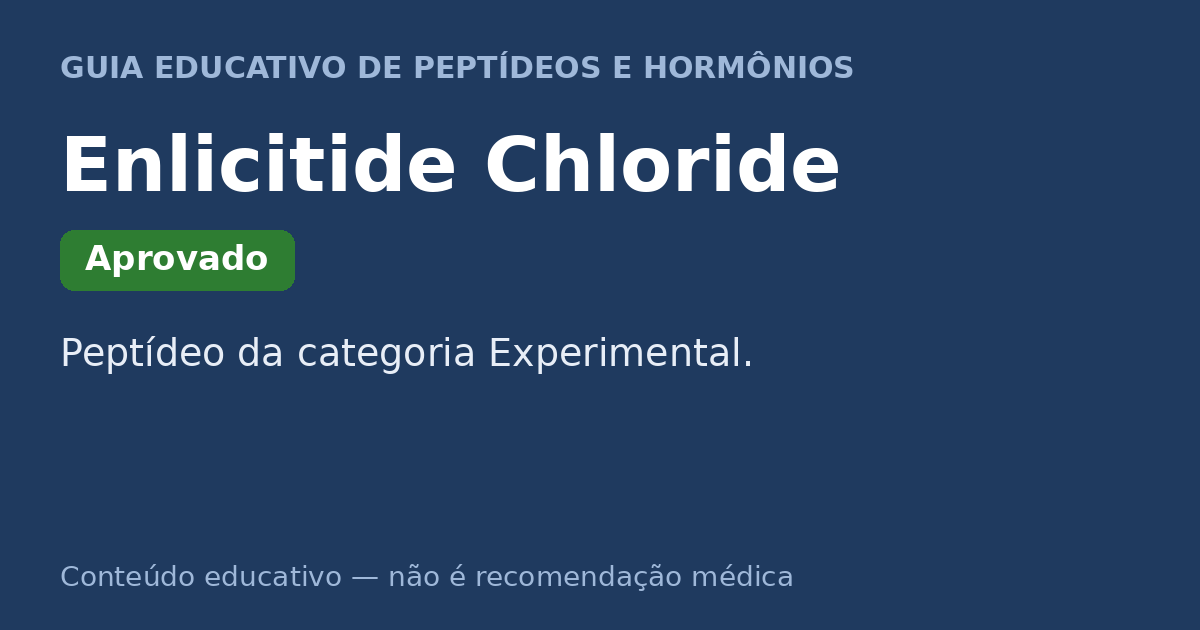 GUIA EDUCATIVO DE PEPTÍDEOS E HORMÔNIOS
Enlicitide Chloride
Aprovado
Peptídeo da categoria Experimental.
Conteúdo educativo — não é recomendação médica